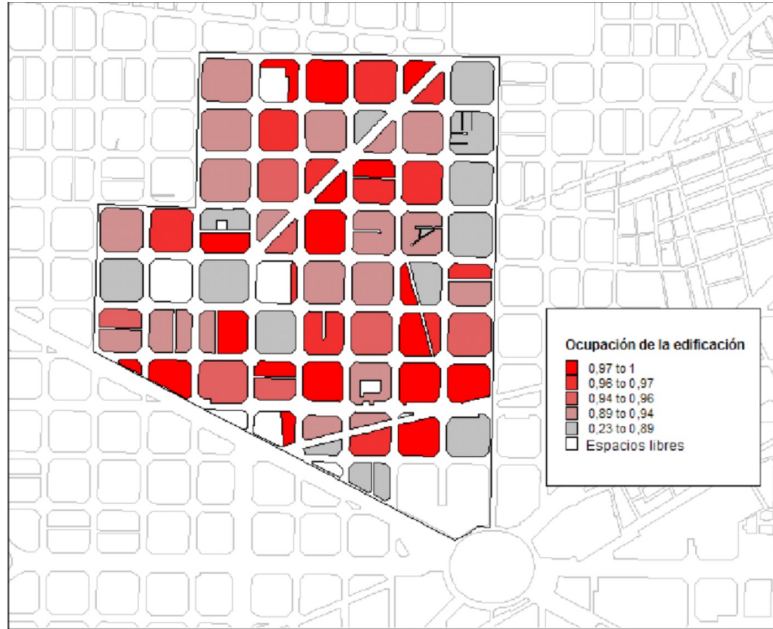 Ocupación de la edificación
0,97 to 1
0,96 to 0,97
0,94 to 0,96
0,89 to 0,94
0,23 to 0,89
Espacios libres